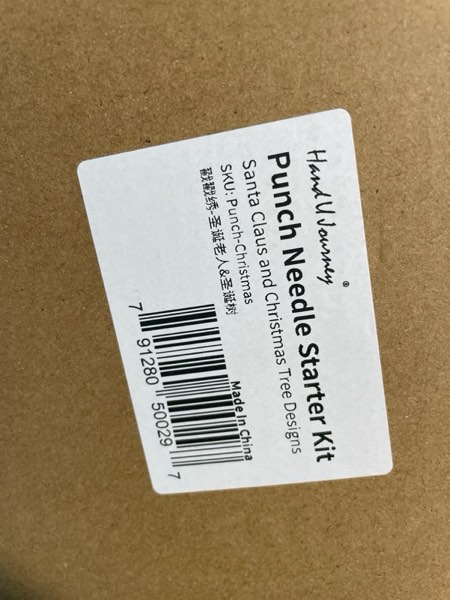 Hand U Journey ®
Punch Needle Starter Kit
Santa Claus and Christmas Tree Designs
SKU: Punch-Christmas
戳戳绣-圣诞老人&圣诞树
Made In China
7 91280 50029 7